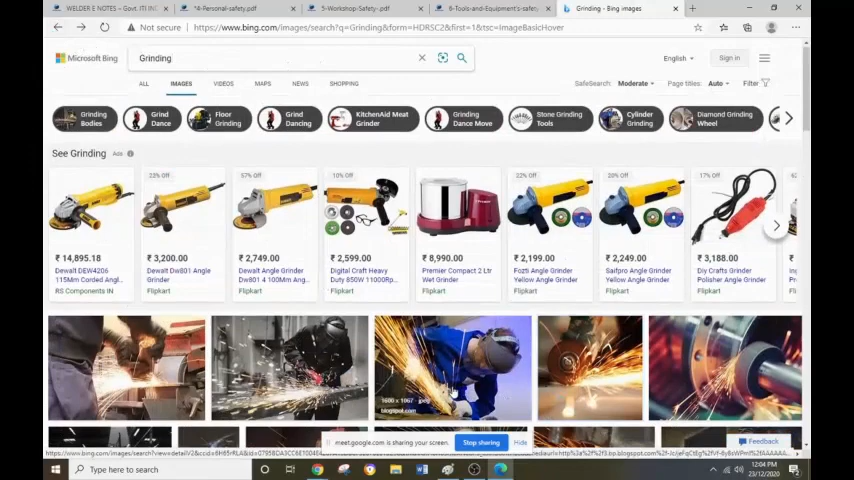 WELDER E NOTES – Govt. ITI IN
*4-Personal-safety.pdf
5-Workshop-Safety-.pdf
6-Tools-and-Equipment's-safety
Grinding - Bing images
Not secure
https://www.bing.com/images/search?q=Grinding&form=HDRSC2&first=1&tsc=ImageBasicHover
Microsoft Bing
Grinding
English
Sign in
ALL IMAGES VIDEOS MAPS NEWS SHOPPING
SafeSearch: Moderate
Page titles: Auto
Filter
Grinding Bodies
Grind Dance
Floor Grinding
Grind Dancing
KitchenAid Meat Grinder
Grinding Dance Move
Stone Grinding Tools
Cylinder Grinding
Diamond Grinding Wheel
See Grinding Ads
₹ 14,895.18
Dewalt DEW4206
115Mm Corded Angl...
RS Components IN
23% Off
₹ 3,200.00
Dewalt Dw801 Angle
Grinder
Flipkart
57% Off
₹ 2,749.00
Dewalt Angle Grinder
Dw801 4 100Mm Ang...
Flipkart
10% Off
₹ 2,599.00
Digital Craft Heavy
Duty 850W 11000Rp...
Flipkart
₹ 8,990.00
Premier Compact 2 Ltr
Wet Grinder
Flipkart
22% Off
₹ 2,199.00
Fozti Angle Grinder
Yellow Angle Grinder
Flipkart
20% Off
₹ 2,249.00
Saifpro Angle Grinder
Yellow Angle Grinder
Flipkart
17% Off
₹ 3,188.00
Diy Crafts Grinder
Polisher Angle Grinder
Flipkart
1600 x 1067 · jpeg
blogspot.com
meet.google.com is sharing your screen.
Stop sharing
Hide
Feedback
Type here to search
12:04 PM
23/12/2020